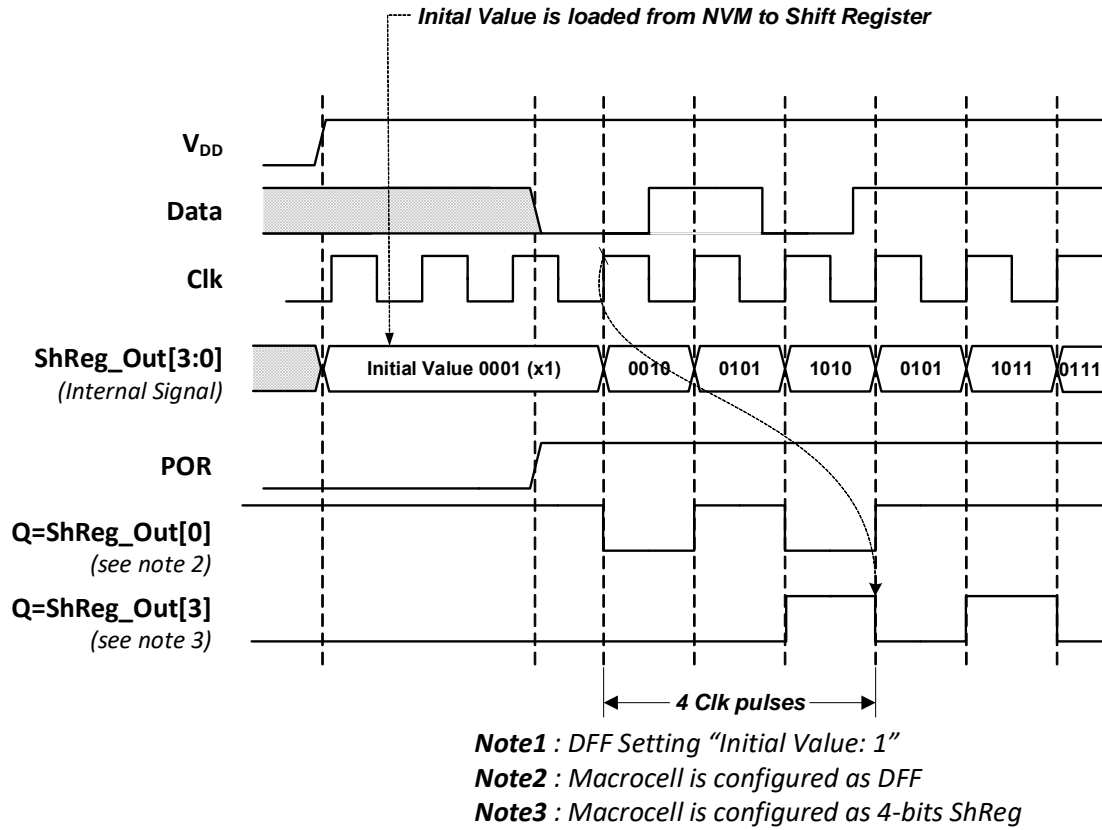 Inital Value is loaded from NVM to Shift Register
VDD
Data
Clk
ShReg_Out[3:0]
(Internal Signal)
Initial Value 0001 (x1)
0010
0101
1010
0101
1011
0111
POR
Q=ShReg_Out[0]
(see note 2)
Q=ShReg_Out[3]
(see note 3)
4 Clk pulses
Note1 : DFF Setting “Initial Value: 1”
Note2 : Macrocell is configured as DFF
Note3 : Macrocell is configured as 4-bits ShReg